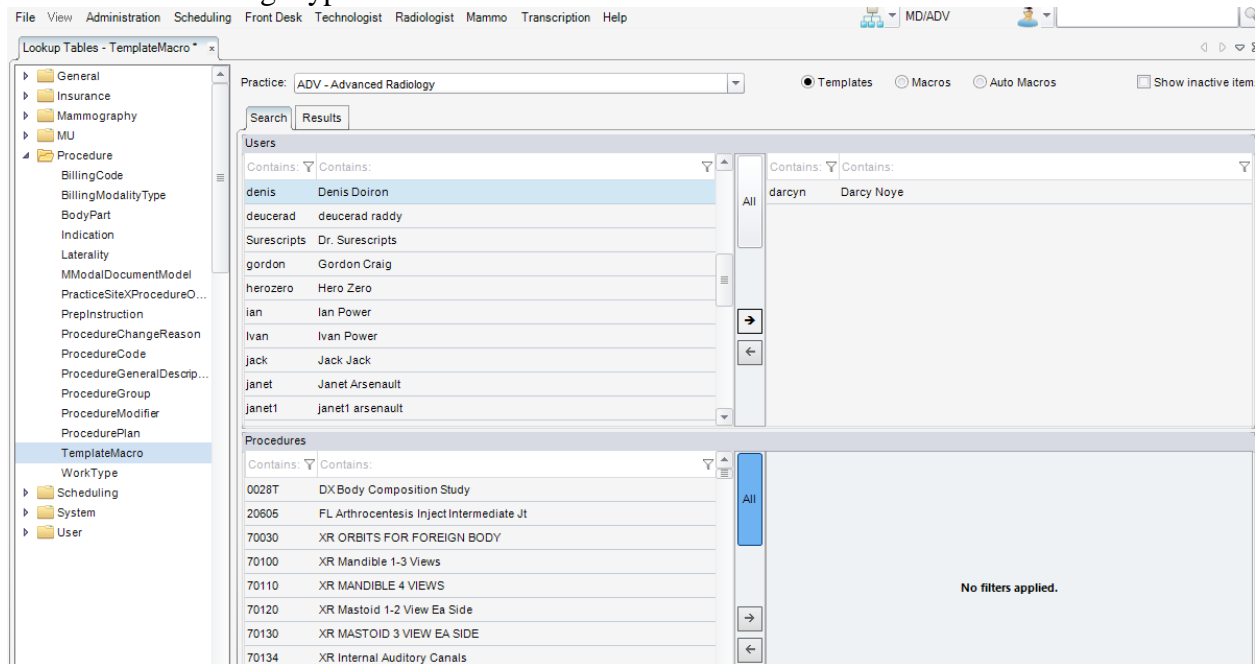 File View Administration Scheduling Front Desk Technologist Radiologist Mammo Transcription Help MD/ADV
Lookup Tables - TemplateMacro *
General
Insurance
Mammography
MU
Procedure
BillingCode
BillingModalityType
BodyPart
Indication
Laterality
MModalDocumentModel
PracticeSiteXProcedureO...
PrepInstruction
ProcedureChangeReason
ProcedureCode
ProcedureGeneralDescrip...
ProcedureGroup
ProcedureModifier
ProcedurePlan
TemplateMacro
WorkType
Scheduling
System
User
Practice: ADV - Advanced Radiology Templates Macros Auto Macros Show inactive item
Search Results
Users
Contains: Contains: Contains: Contains:
denis Denis Doiron darcyn Darcy Noye
All
deucerad deucerad raddy
Surescripts Dr. Surescripts
gordon Gordon Craig
herozero Hero Zero
ian Ian Power
Ivan Ivan Power
jack Jack Jack
janet Janet Arsenault
janet1 janet1 arsenault
Procedures
Contains: Contains:
0028T DX Body Composition Study
All
20605 FL Arthrocentesis Inject Intermediate Jt
70030 XR ORBITS FOR FOREIGN BODY
70100 XR Mandible 1-3 Views
70110 XR MANDIBLE 4 VIEWS
No filters applied.
70120 XR Mastoid 1-2 View Ea Side
70130 XR MASTOID 3 VIEW EA SIDE
70134 XR Internal Auditory Canals